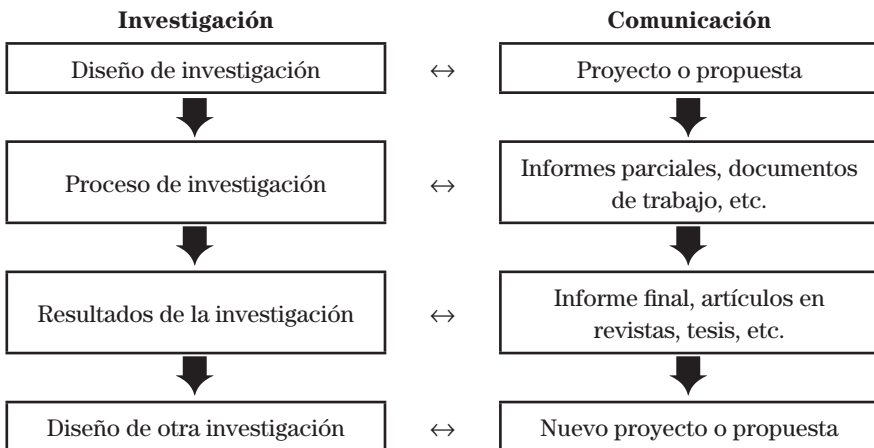 Investigación
Comunicación
Diseño de investigación
↔
Proyecto o propuesta
Proceso de investigación
↔
Informes parciales, documentos
de trabajo, etc.
Resultados de la investigación
↔
Informe final, artículos en
revistas, tesis, etc.
Diseño de otra investigación
↔
Nuevo proyecto o propuesta